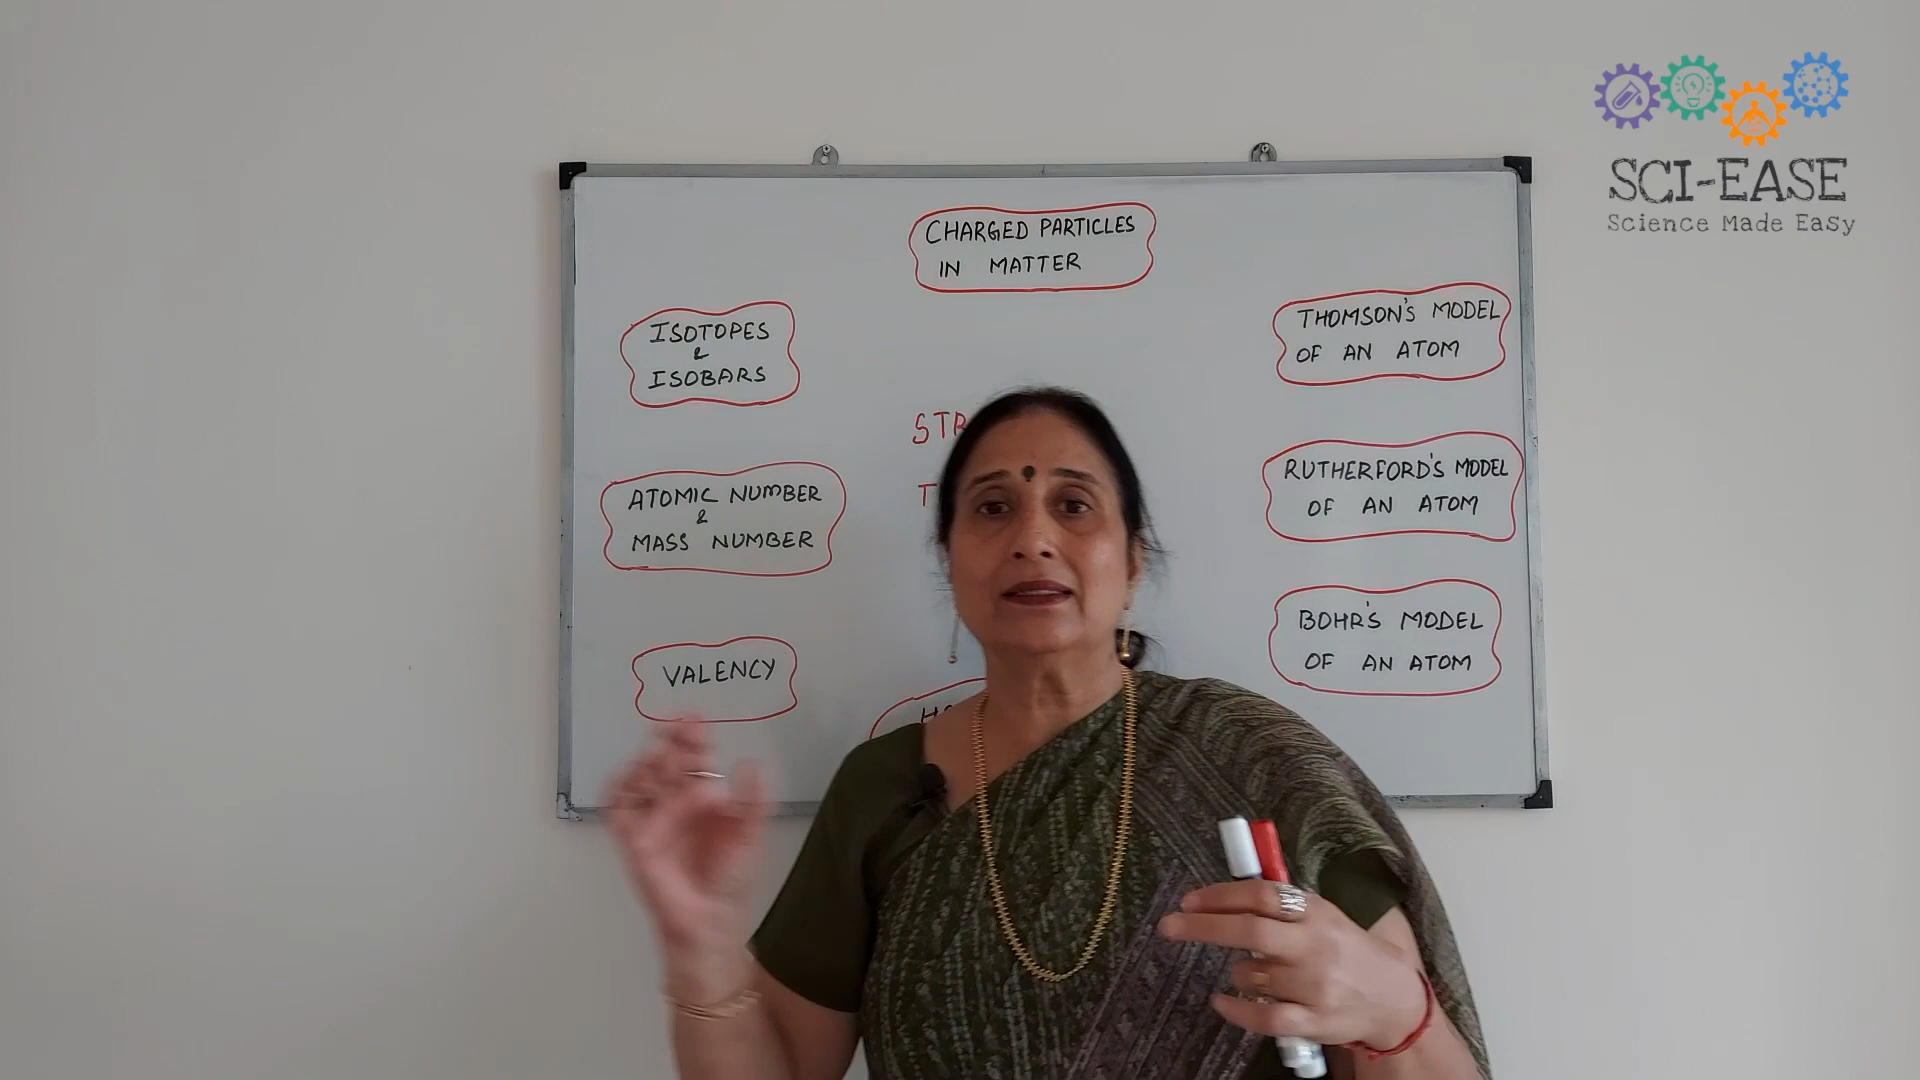 SCI-EASE
Science Made Easy
CHARGED PARTICLES
IN MATTER
THOMSON'S MODEL
OF AN ATOM
RUTHERFORD'S MODEL
OF AN ATOM
BOHR'S MODEL
OF AN ATOM
VALENCY
ATOMIC NUMBER
&
MASS NUMBER
ISOTOPES
&
ISOBARS